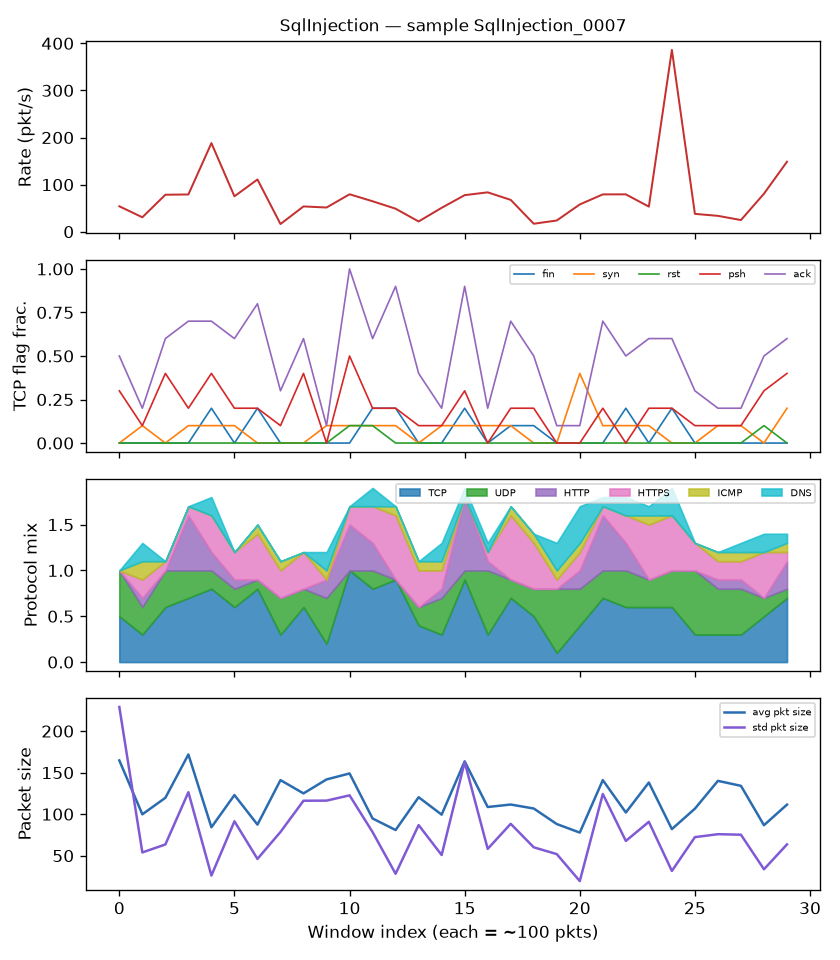 SqlInjection — sample SqlInjection_0007
Rate (pkt/s)
400
300
200
100
0
TCP flag frac.
1.00
0.75
0.50
0.25
0.00
fin syn rst psh ack
Protocol mix
1.5
1.0
0.5
0.0
TCP UDP HTTP HTTPS ICMP DNS
Packet size
200
150
100
50
avg pkt size
std pkt size
0 5 10 15 20 25 30
Window index (each = ~100 pkts)